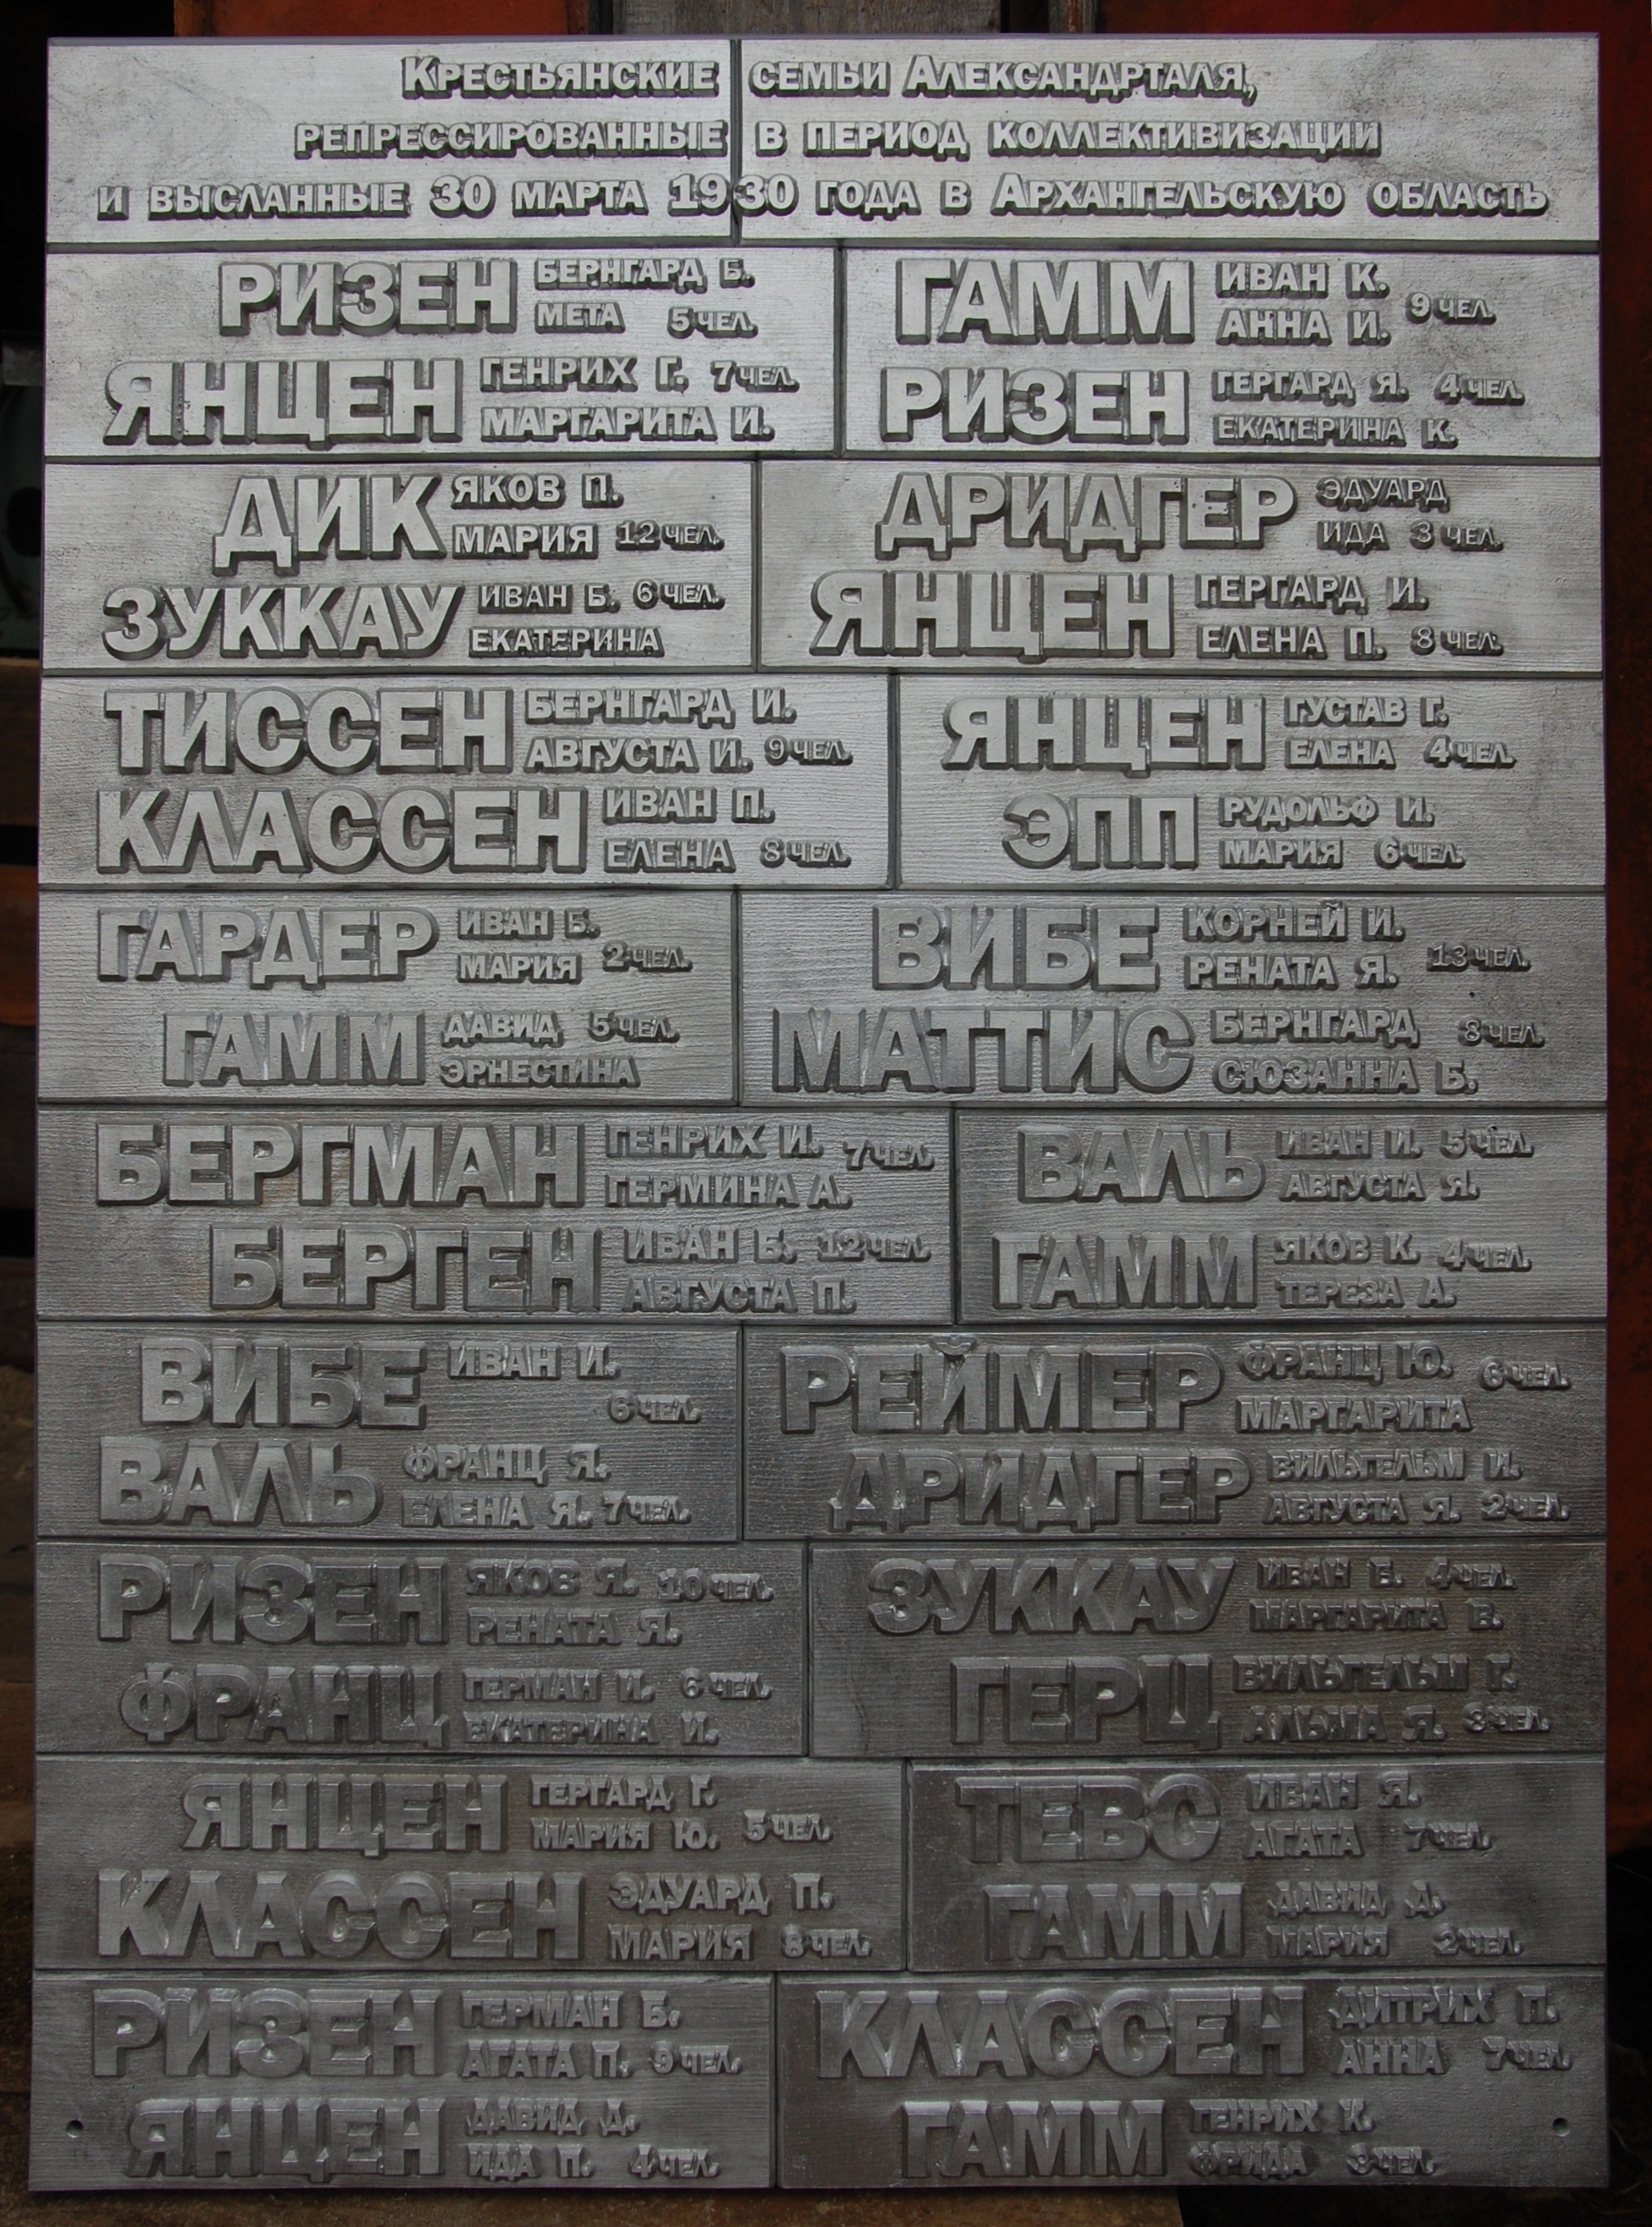 Крестьянские семьи Александрталя,
репрессированные в период коллективизации
и высланные 30 марта 1930 года в Архангельскую область
РИЗЕН БЕРНГАРД Б.
МЕТА 5 ЧЕЛ.
ЯНЦЕН ГЕНРИХ Г. 7 ЧЕЛ.
МАРГАРИТА И.
ГАММ ИВАН К.
АННА И. 9 ЧЕЛ.
РИЗЕН ГЕРГАРД Я. 4 ЧЕЛ.
ЕКАТЕРИНА К.
ДИК ЯКОВ П.
МАРИЯ 12 ЧЕЛ.
ЗУККАУ ИВАН Б. 6 ЧЕЛ.
ЕКАТЕРИНА
ДРИДГЕР ЭДУАРД
ИДА 3 ЧЕЛ.
ЯНЦЕН ГЕРГАРД И.
ЕЛЕНА П. 8 ЧЕЛ.
ТИССЕН БЕРНГАРД И.
АВГУСТА И. 9 ЧЕЛ.
КЛАССЕН ИВАН П.
ЕЛЕНА 8 ЧЕЛ.
ЯНЦЕН ГУСТАВ Г.
ЕЛЕНА 4 ЧЕЛ.
ЭПП РУДОЛЬФ И.
МАРИЯ 6 ЧЕЛ.
ГАРДЕР ИВАН Б.
МАРИЯ 2 ЧЕЛ.
ГАММ ДАВИД 5 ЧЕЛ.
ЭРНЕСТИНА
ВИБЕ КОРНЕЙ И.
РЕНАТА Я. 13 ЧЕЛ.
МАТТИС БЕРНГАРД 8 ЧЕЛ.
СЮЗАННА Б.
БЕРГМАН ГЕНРИХ И. 7 ЧЕЛ.
ГЕРМИНА А.
БЕРГЕН ИВАН Б. 12 ЧЕЛ.
АВГУСТА П.
ВАЛЬ ИВАН И. 5 ЧЕЛ.
АВГУСТА Я.
ГАММ ЯКОВ К. 4 ЧЕЛ.
ТЕРЕЗА А.
ВИБЕ ИВАН И.
6 ЧЕЛ.
ВАЛЬ ФРАНЦ Я.
ЕЛЕНА Я. 7 ЧЕЛ.
РЕЙМЕР ФРАНЦ Ю. 6 ЧЕЛ.
МАРГАРИТА
ДРИДГЕР ВИЛЬГЕЛЬМ И.
АВГУСТА Я. 2 ЧЕЛ.
РИЗЕН ЯКОВ Я. 10 ЧЕЛ.
РЕНАТА Я.
ФРАНЦ ГЕРМАН И. 6 ЧЕЛ.
ЕКАТЕРИНА И.
ЗУККАУ ИВАН Б. 4 ЧЕЛ.
МАРГАРИТА В.
ГЕРЦ ВИЛЬГЕЛЬМ Г.
АЛЬМА Я. 3 ЧЕЛ.
ЯНЦЕН ГЕРГАРД Г.
МАРИЯ Ю. 5 ЧЕЛ.
КЛАССЕН ЭДУАРД П.
МАРИЯ 8 ЧЕЛ.
ТЕВС ИВАН Я.
АГАТА 7 ЧЕЛ.
ГАММ ДАВИД Д.
МАРИЯ 2 ЧЕЛ.
РИЗЕН ГЕРМАН Б.
АГАТА П. 9 ЧЕЛ.
ЯНЦЕН ДАВИД Д.
ИДА П. 4 ЧЕЛ.
КЛАССЕН ДИТРИХ П.
АННА 7 ЧЕЛ.
ГАММ ГЕНРИХ К.
ФРИДА 3 ЧЕЛ.